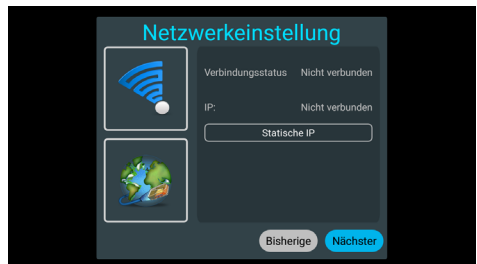 Netzwerkeinstellung
Verbindungsstatus Nicht verbunden
IP: Nicht verbunden
Statische IP
Bisherige Nächster